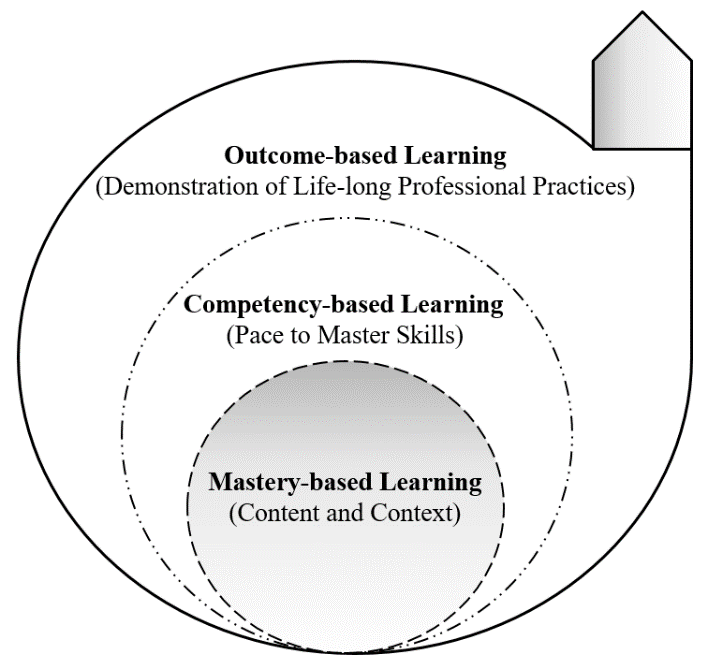 Outcome-based Learning
(Demonstration of Life-long Professional Practices)
Competency-based Learning
(Pace to Master Skills)
Mastery-based Learning
(Content and Context)